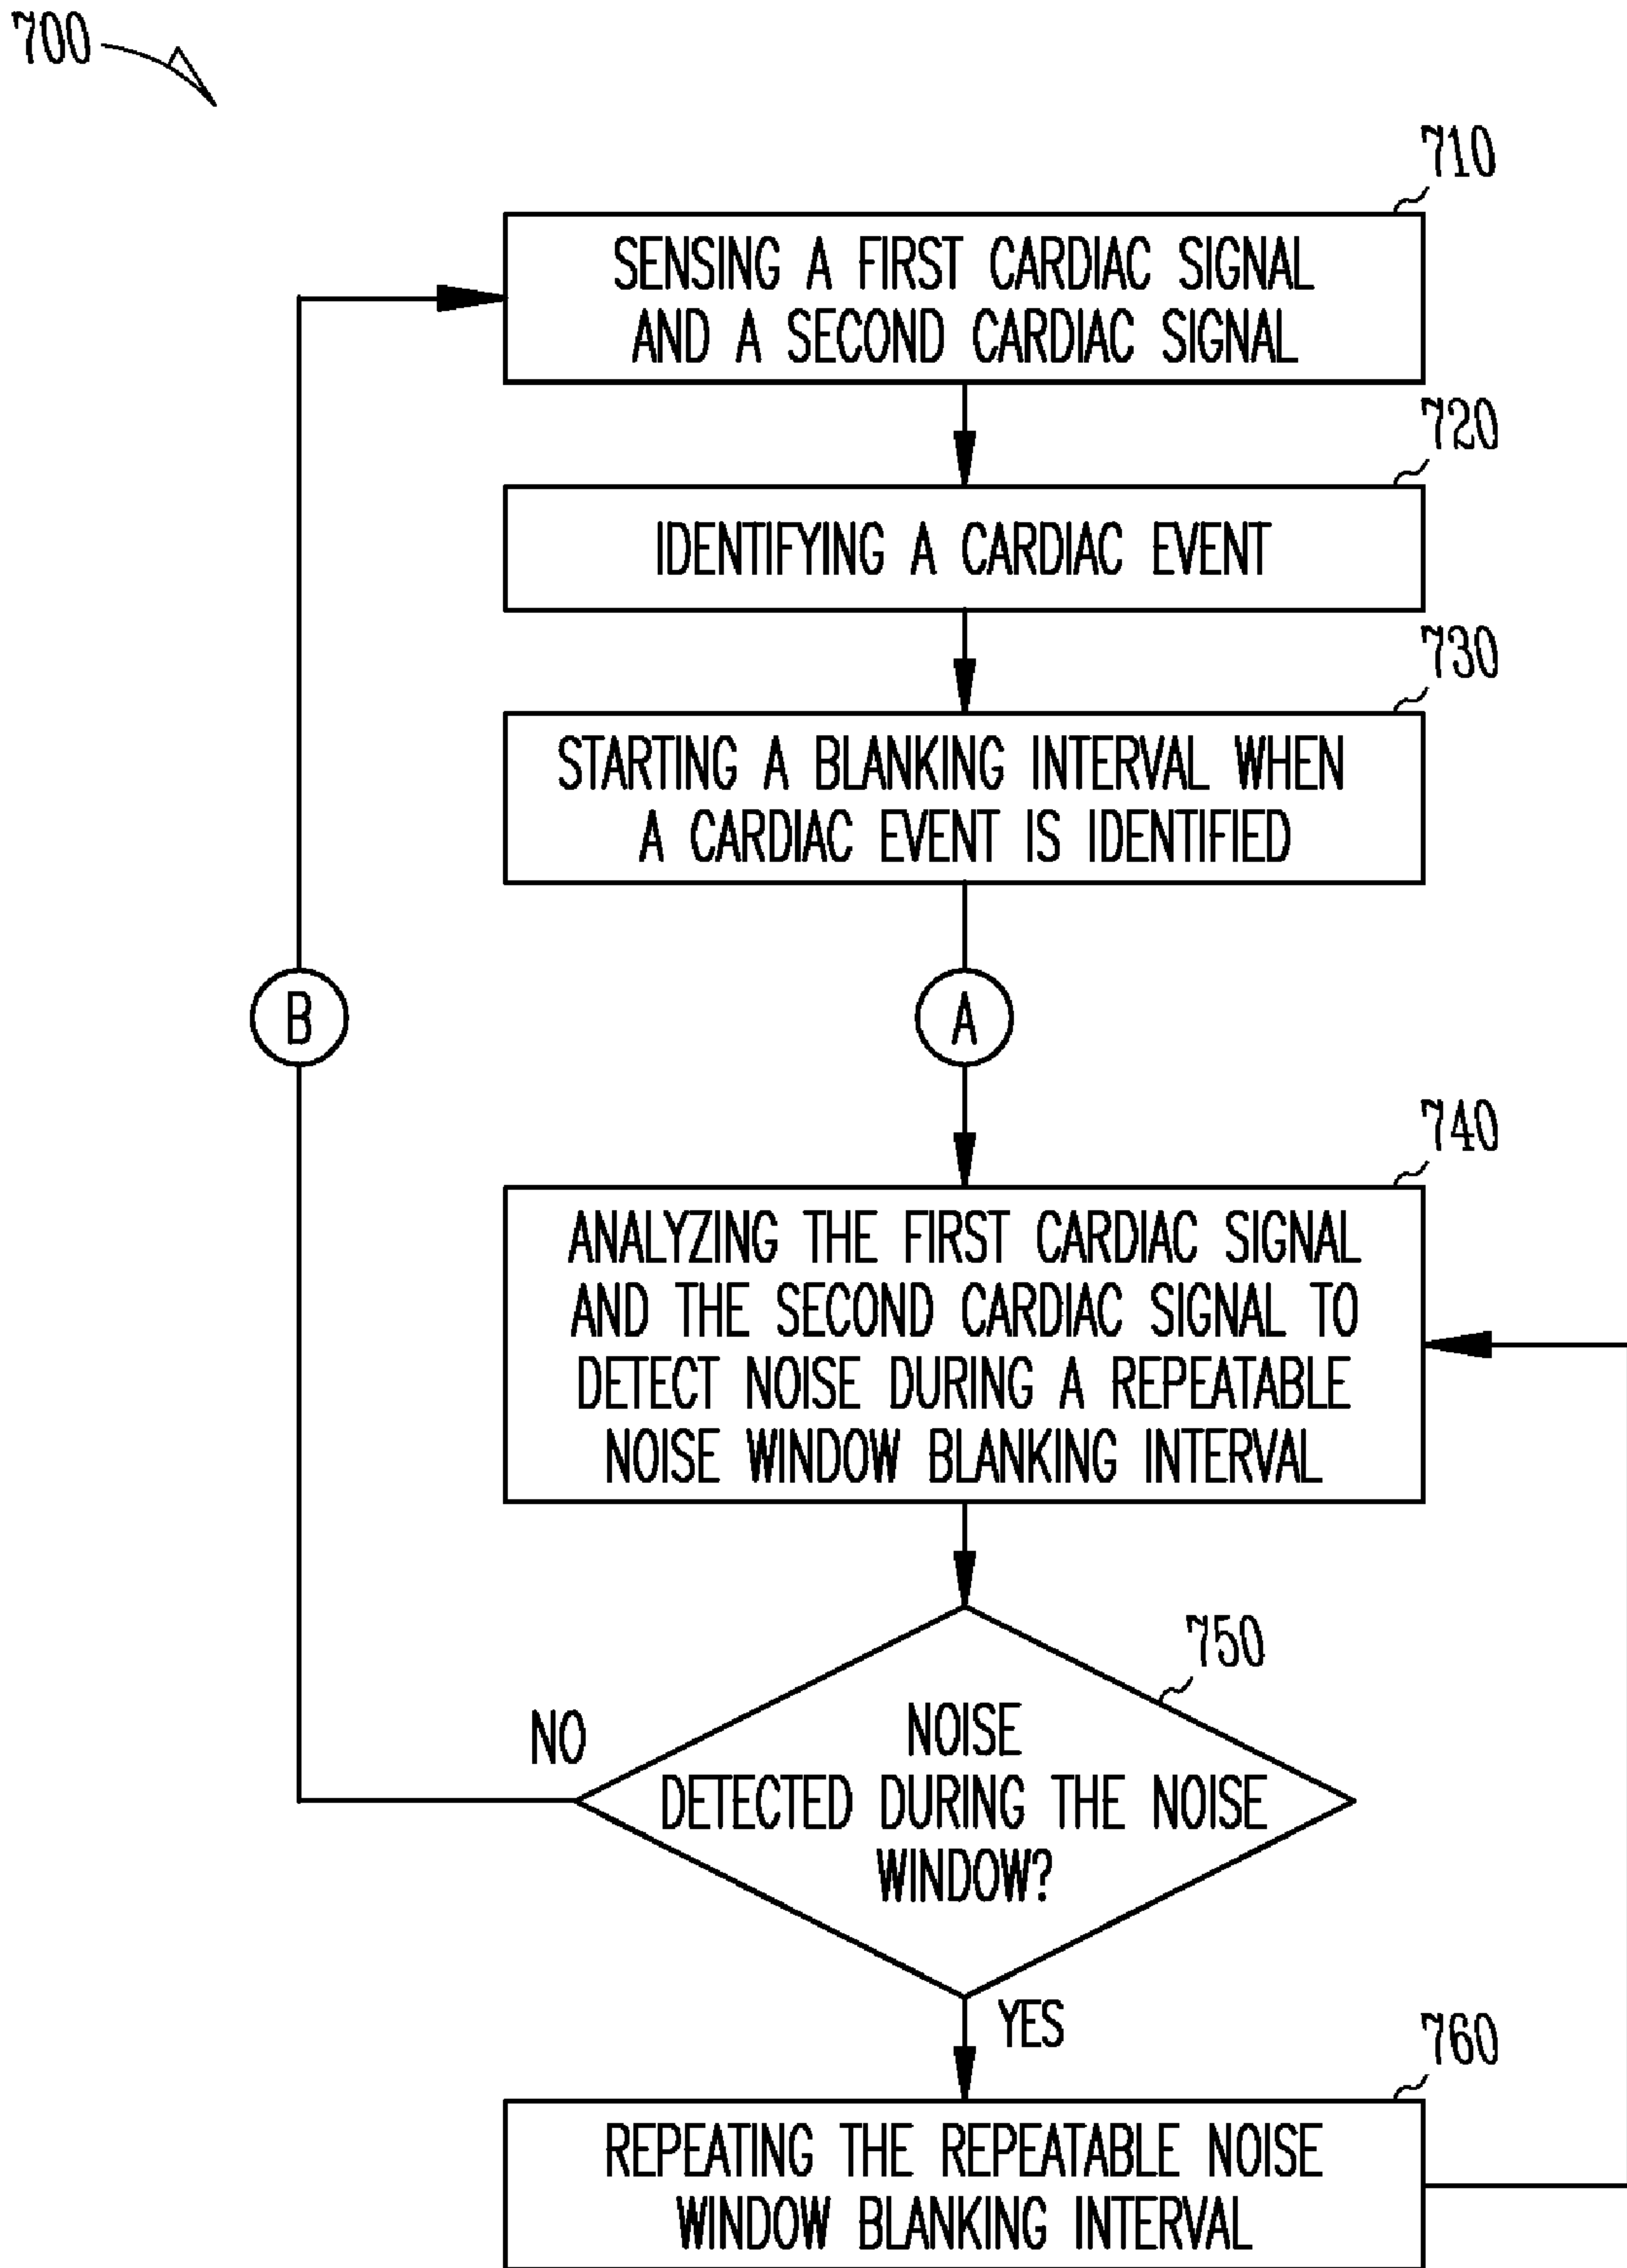 700
710
SENSING A FIRST CARDIAC SIGNAL
AND A SECOND CARDIAC SIGNAL
720
IDENTIFYING A CARDIAC EVENT
730
STARTING A BLANKING INTERVAL WHEN
A CARDIAC EVENT IS IDENTIFIED
B
A
740
ANALYZING THE FIRST CARDIAC SIGNAL
AND THE SECOND CARDIAC SIGNAL TO
DETECT NOISE DURING A REPEATABLE
NOISE WINDOW BLANKING INTERVAL
750
NO
NOISE
DETECTED DURING THE NOISE
WINDOW?
YES
760
REPEATING THE REPEATABLE NOISE
WINDOW BLANKING INTERVAL